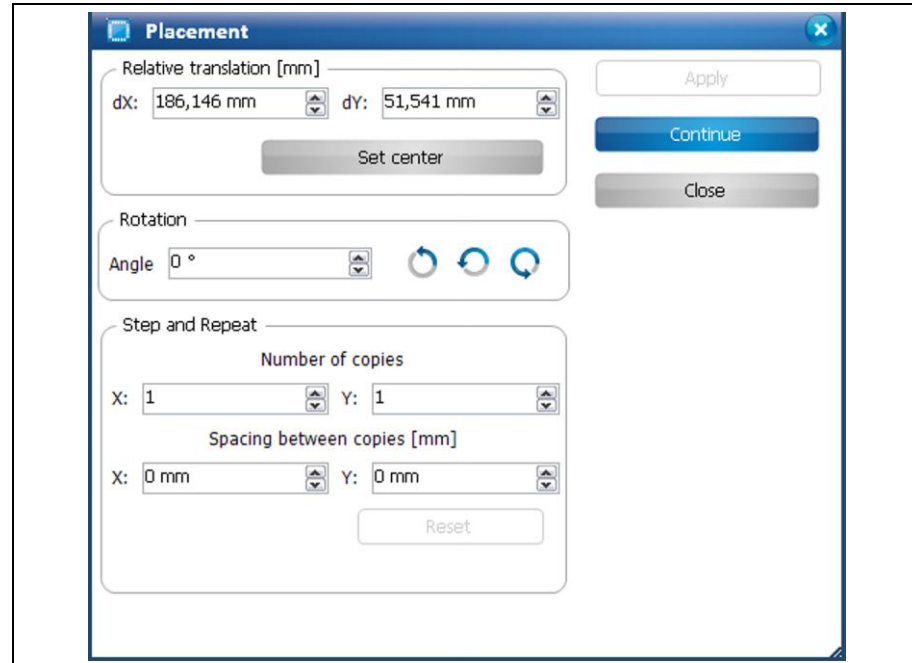 Placement
Relative translation [mm]
dX: 186,146 mm dY: 51,541 mm
Set center
Apply
Continue
Close
Rotation
Angle 0 °
Step and Repeat
Number of copies
X: 1 Y: 1
Spacing between copies [mm]
X: 0 mm Y: 0 mm
Reset